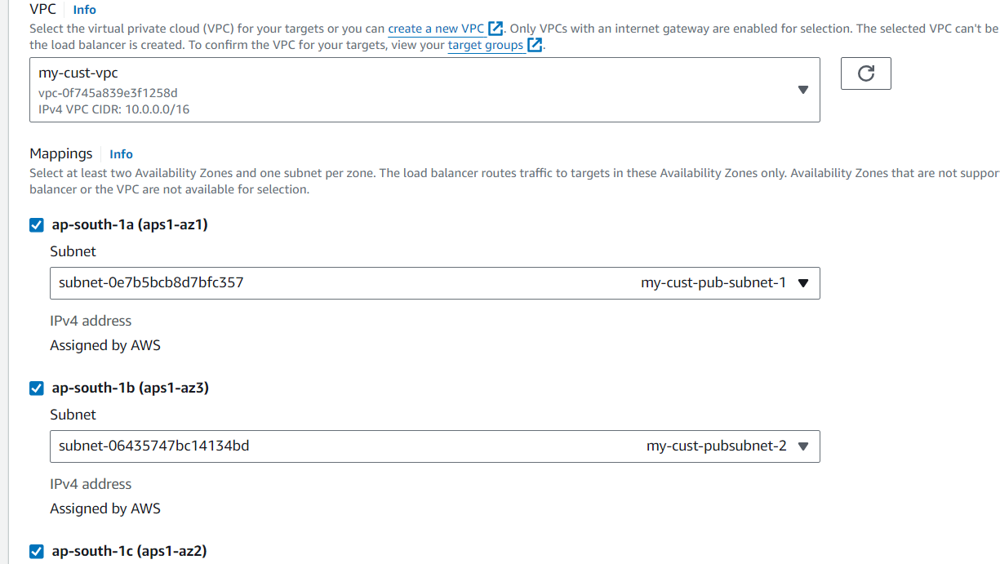 VPC Info
Select the virtual private cloud (VPC) for your targets or you can create a new VPC. Only VPCs with an internet gateway are enabled for selection. The selected VPC can't be
the load balancer is created. To confirm the VPC for your targets, view your target groups.
my-cust-vpc
vpc-0f745a839e3f1258d
IPv4 VPC CIDR: 10.0.0.0/16
Mappings Info
Select at least two Availability Zones and one subnet per zone. The load balancer routes traffic to targets in these Availability Zones only. Availability Zones that are not suppor
balancer or the VPC are not available for selection.
ap-south-1a (aps1-az1)
Subnet
subnet-0e7b5bcb8d7bfc357 my-cust-pub-subnet-1
IPv4 address
Assigned by AWS
ap-south-1b (aps1-az3)
Subnet
subnet-06435747bc14134bd my-cust-pubsubnet-2
IPv4 address
Assigned by AWS
ap-south-1c (aps1-az2)